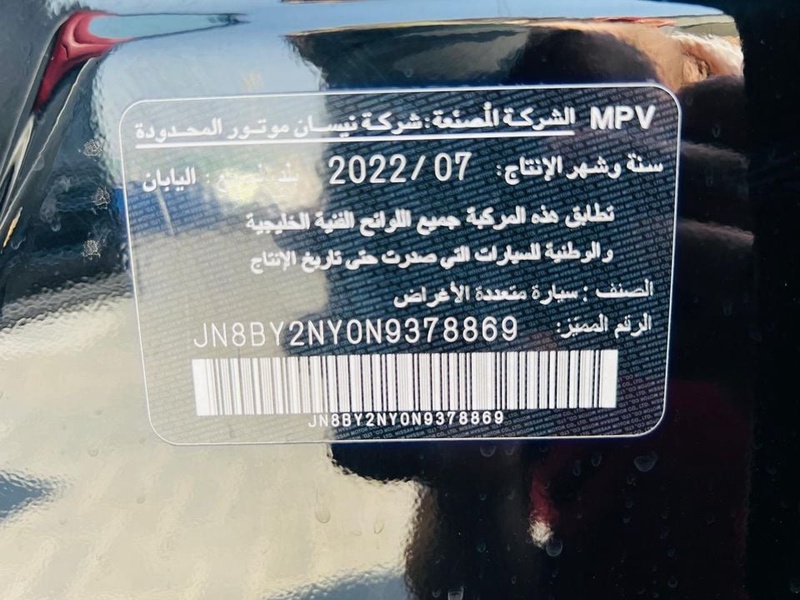 MPV الشركة المصنعة : شركة نيسان موتور المحدودة
سنة وشهر الإنتاج: 2022/07 : اليابان
تطابق هذه المركبة جميع اللوائح الفنية الخليجية
والوطنية للسيارات التي صدرت حتى تاريخ الإنتاج
الصنف : سيارة متعددة الأغراض
الرقم المميّز: JN8BY2NY0N9378869
JN8BY2NY0N9378869